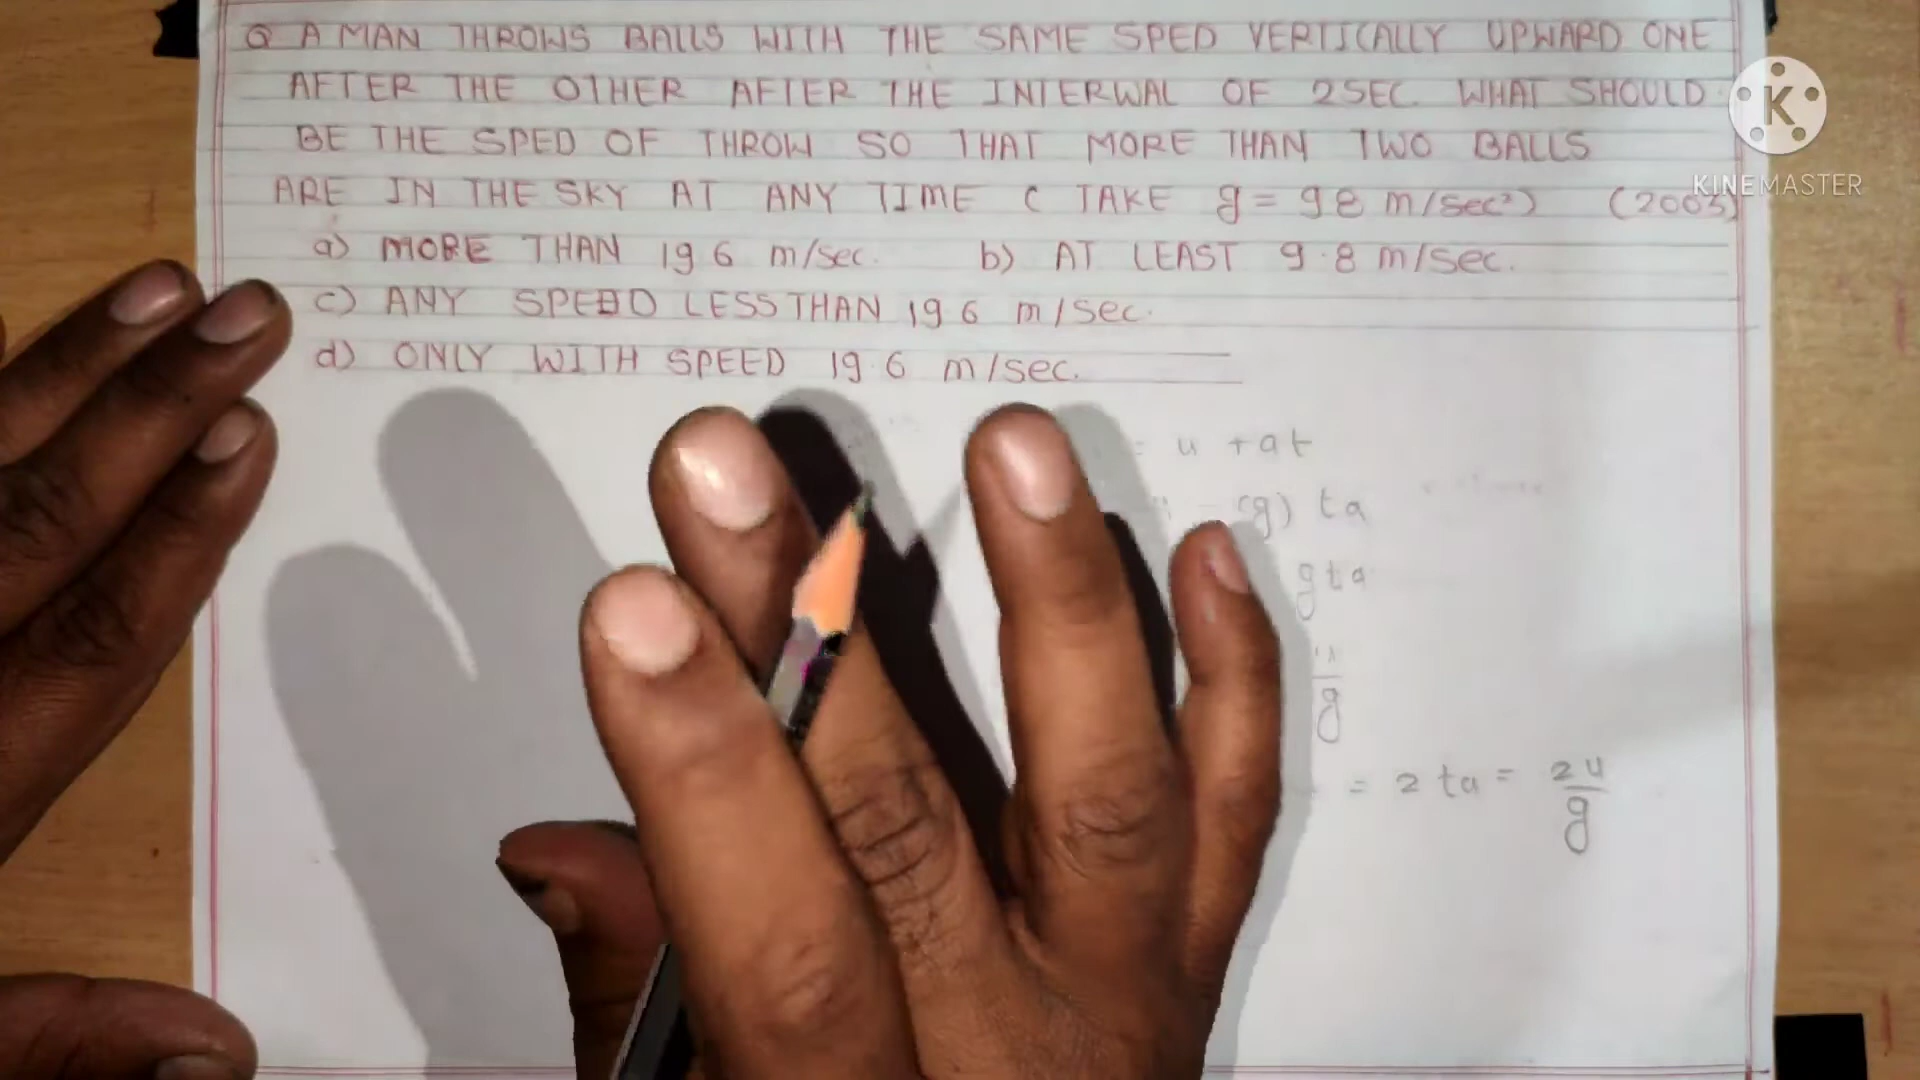 Q A MAN THROWS BALLS WITH THE SAME SPED VERTICALLY UPWARD ONE
AFTER THE OTHER AFTER THE INTERWAL OF 2SEC. WHAT SHOULD
BE THE SPED OF THROW SO THAT MORE THAN TWO BALLS
ARE IN THE SKY AT ANY TIME ( TAKE g = 9 8 m/sec²) (2003)
a) MORE THAN 19 6 m/sec. b) AT LEAST 9.8 m/sec.
c) ANY SPEED LESS THAN 19 6 m/sec.
d) ONLY WITH SPEED 19.6 m/sec.
= u + at
- (g) ta
gta
g
= 2 ta = 2u
g
K
KINEMASTER